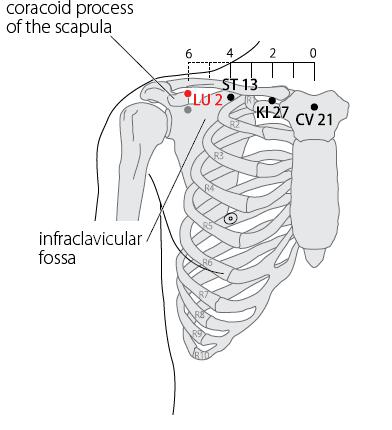 coracoid process
of the scapula
6 4 2 0
ST 13
LU 2
KI 27
CV 21
R1
R2
R3
R4
infraclavicular
fossa
R5
R6
R7
R8
R9
R10